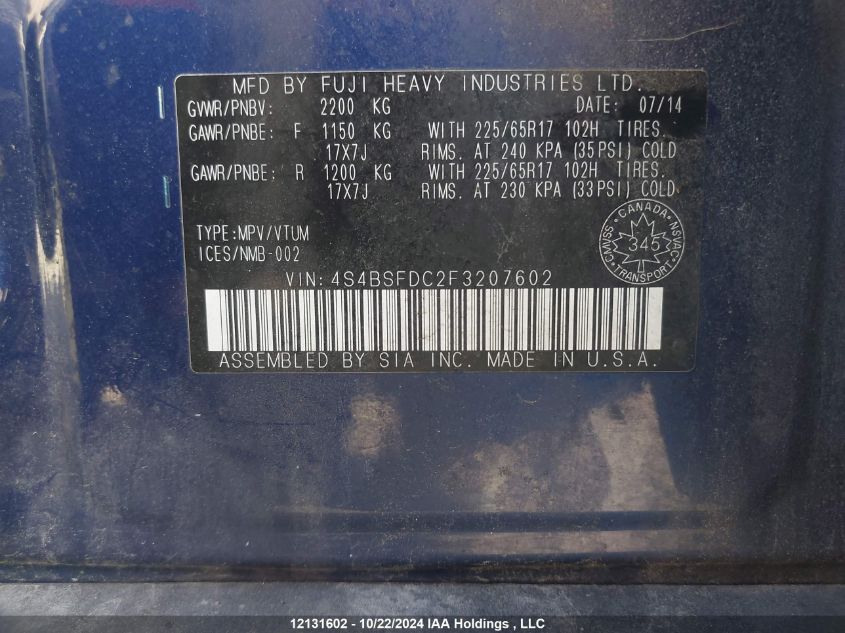 MFD BY FUJI HEAVY INDUSTRIES LTD.
GVWR/PNBV: 2200 KG DATE: 07/14
GAWR/PNBE: F 1150 KG WITH 225/65R17 102H TIRES.
17X7J RIMS. AT 240 KPA (35PSI) COLD
GAWR/PNBE: R 1200 KG WITH 225/65R17 102H TIRES.
17X7J RIMS. AT 230 KPA (33PSI) COLD
TYPE:MPV/VTUM
ICES/NMB-002
CANADA
CMVSS 345 NSVAC
TRANSPORT
VIN: 4S4BSFDC2F3207602
ASSEMBLED BY SIA INC. MADE IN U.S.A.
12131602 - 10/22/2024 IAA Holdings , LLC